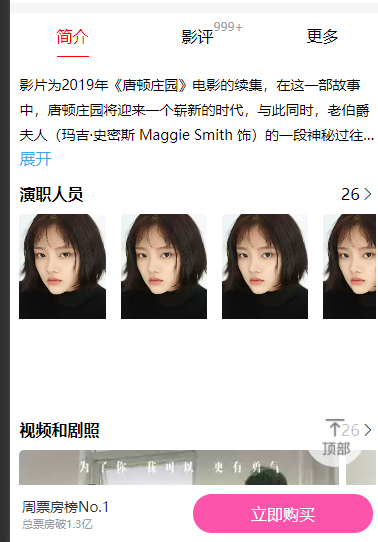 简介 影评 999+ 更多
影片为2019年《唐顿庄园》电影的续集，在这一部故事
中，唐顿庄园将迎来一个崭新的时代，与此同时，老伯爵
夫人（玛吉·史密斯 Maggie Smith 饰）的一段神秘过往...
展开
演职人员 26
视频和剧照 26
顶部
为了你 我可以 更有勇气
周票房榜No.1
总票房破1.3亿
立即购买